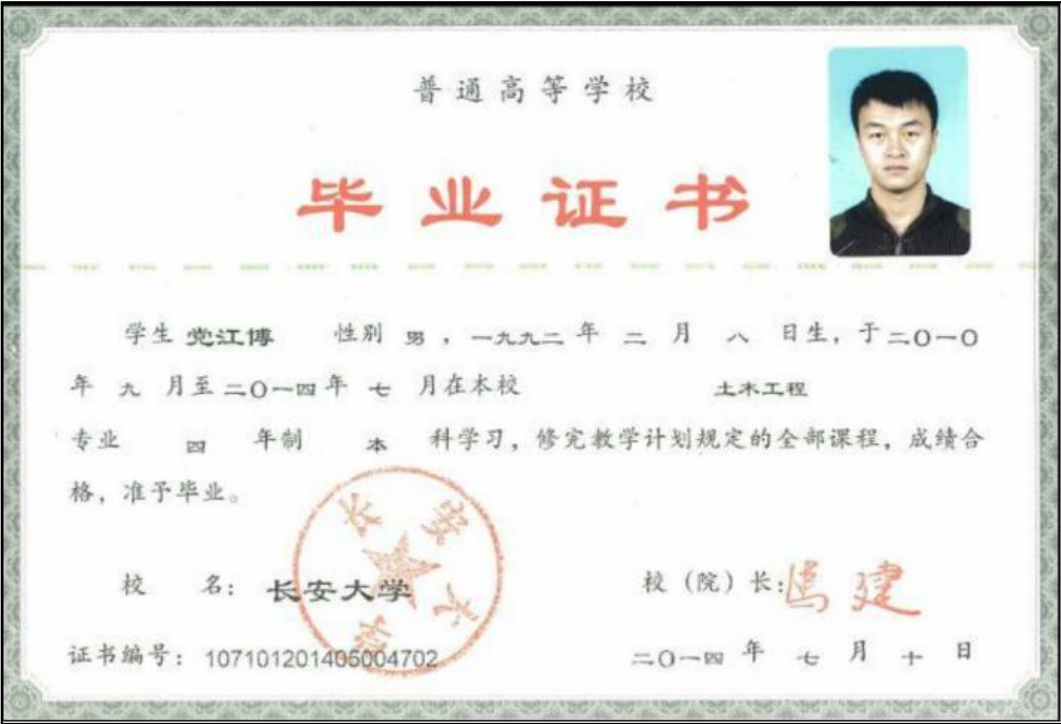 普通高等学校
毕业证书
学生 党江博 性别 男 ，一九九二 年 二 月 八 日生，于二〇一〇
年 九 月至二〇一四年 七 月在本校 土木工程
专业 四 年制 本 科学习，修完教学计划规定的全部课程，成绩合
格，准予毕业。
长安大学
校 名：长安大学 校（院）长：马建
证书编号：107101201405004702 二〇一四 年 七 月 十 日